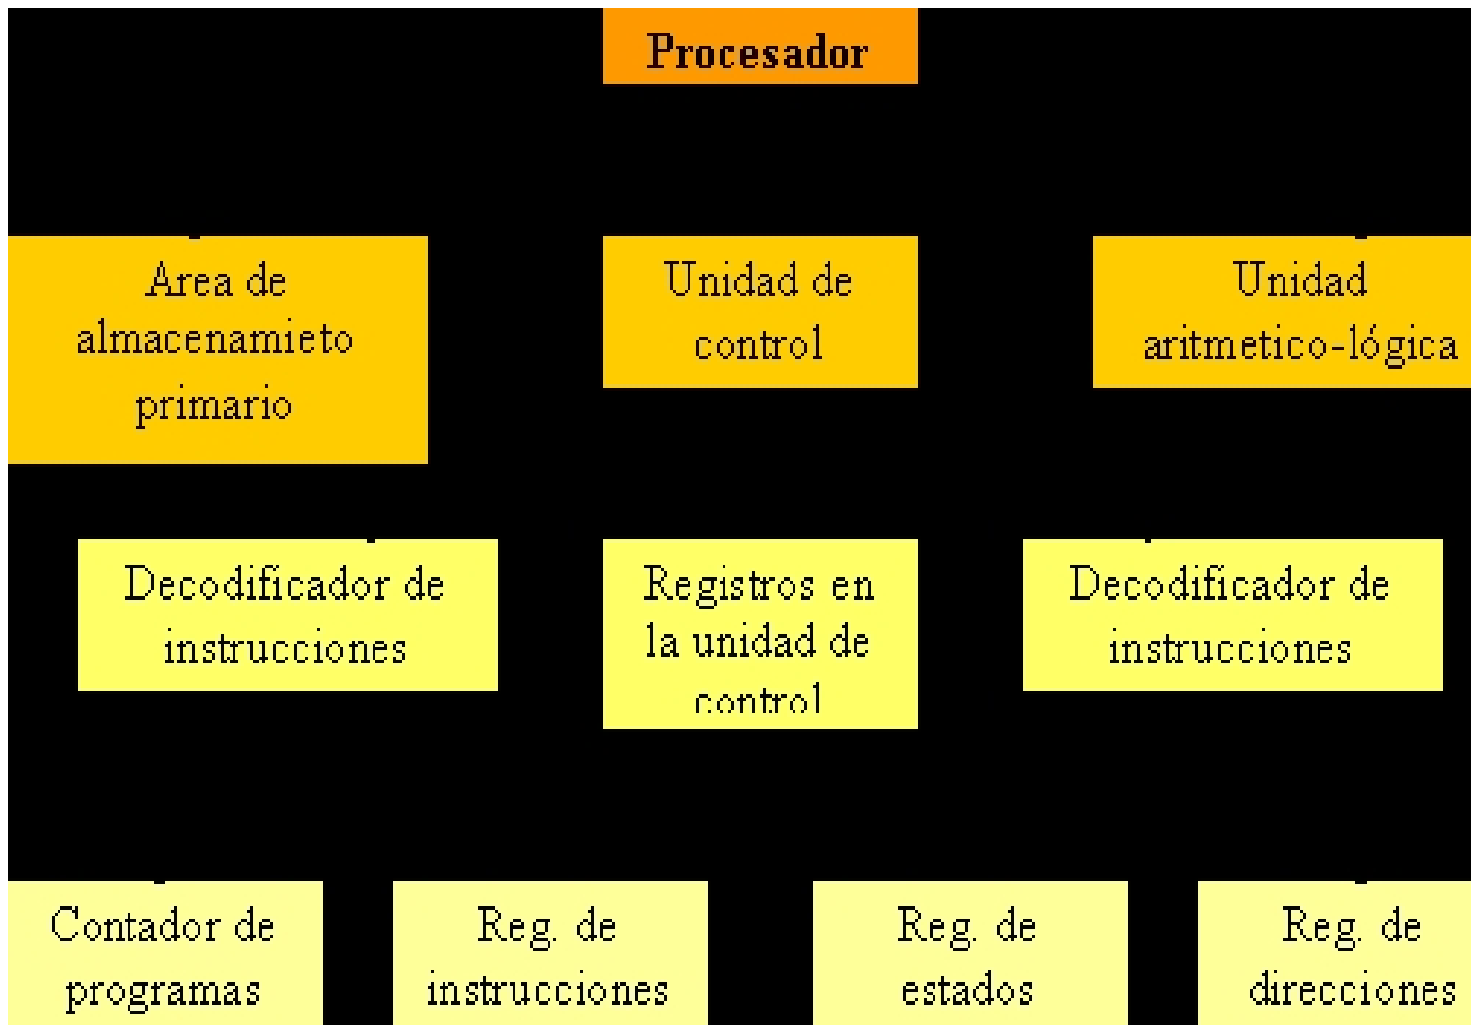 Procesador
Area de
almacenamieto
primario
Unidad de
control
Unidad
aritmetico-lógica
Decodificador de
instrucciones
Registros en
la unidad de
control
Decodificador de
instrucciones
Contador de
programas
Reg. de
instrucciones
Reg. de
estados
Reg. de
direcciones